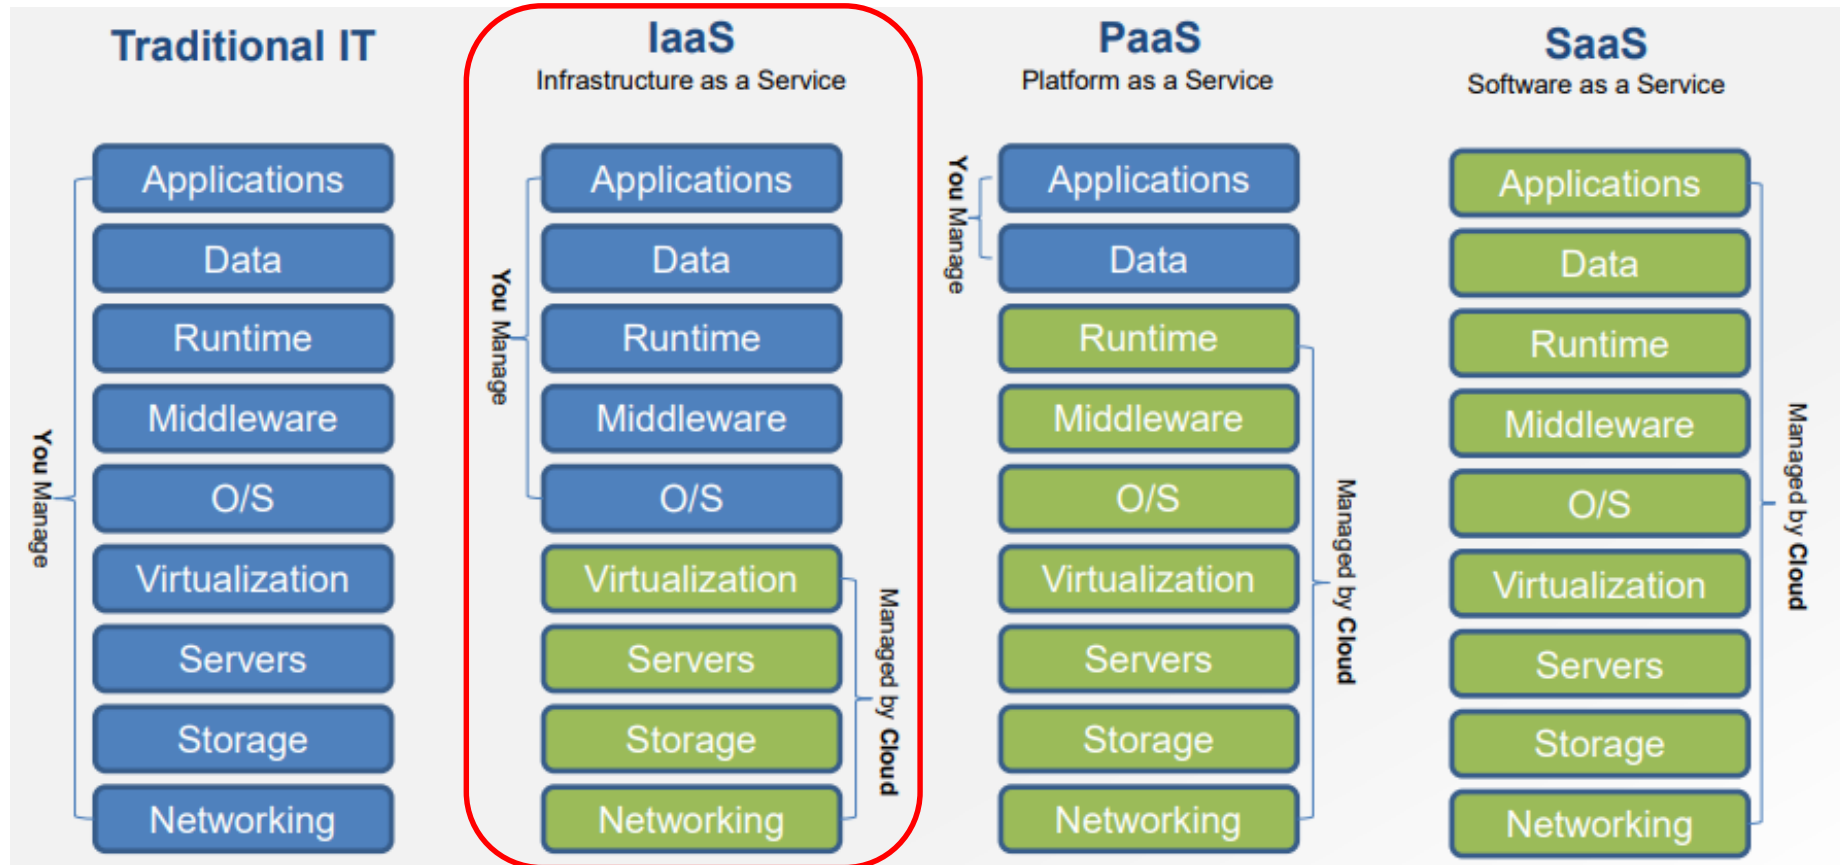 Traditional IT
Applications
Data
Runtime
Middleware
O/S
Virtualization
Servers
Storage
Networking
You Manage
IaaS
Infrastructure as a Service
Applications
Data
Runtime
Middleware
O/S
Virtualization
Servers
Storage
Networking
You Manage
Managed by Cloud
PaaS
Platform as a Service
Applications
Data
Runtime
Middleware
O/S
Virtualization
Servers
Storage
Networking
You Manage
Managed by Cloud
SaaS
Software as a Service
Applications
Data
Runtime
Middleware
O/S
Virtualization
Servers
Storage
Networking
Managed by Cloud